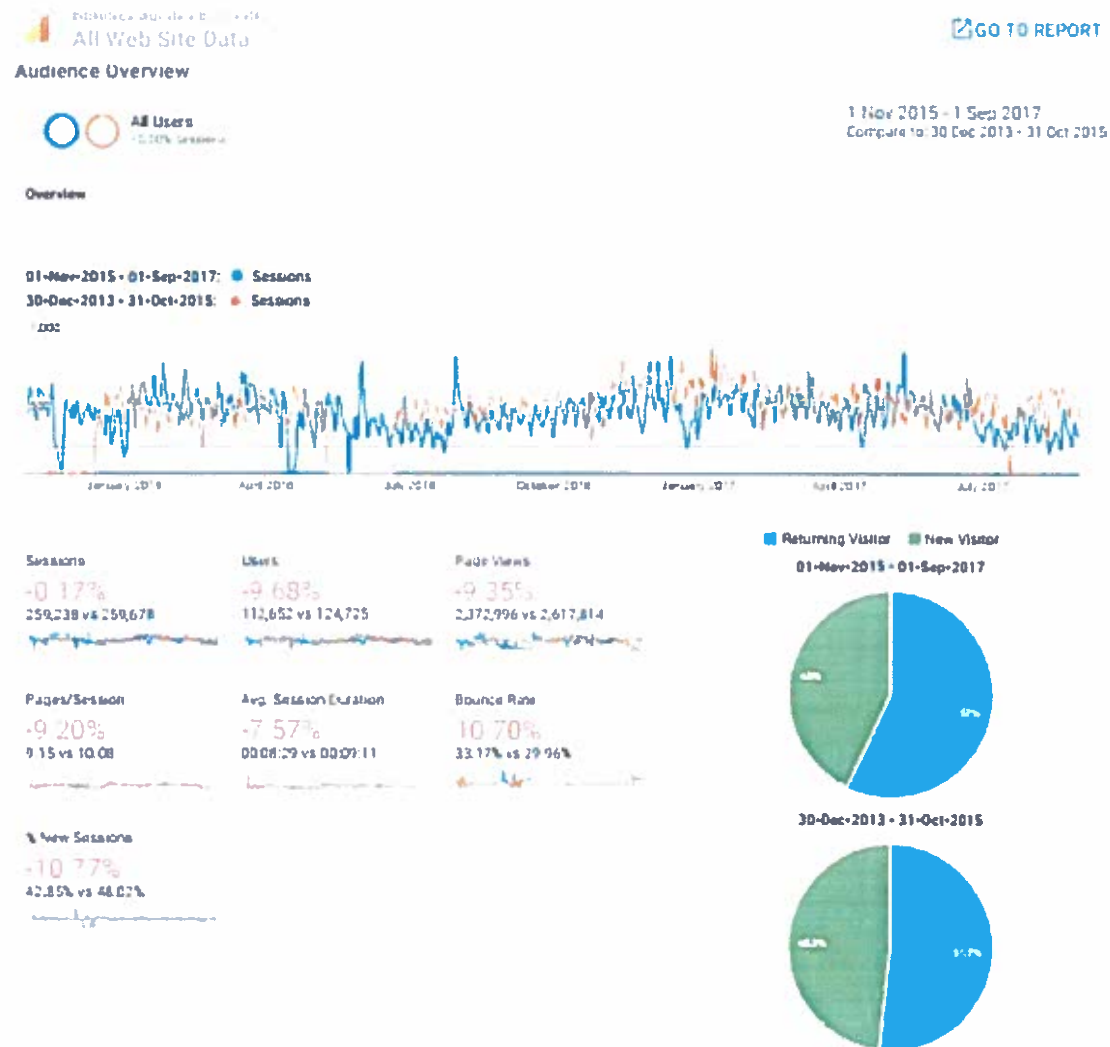 All Web Site Data
GO TO REPORT
Audience Overview
All Users
1 Nov 2015 - 1 Sep 2017
Compare to: 30 Dec 2013 - 31 Oct 2015
Overview
01-Nov-2015 - 01-Sep-2017: Sessions
30-Dec-2013 - 31-Oct-2015: Sessions
January 2016 April 2016 July 2016 October 2016 January 2017 April 2017 July 2017
Sessions
-0.17%
259,238 vs 259,678
Users
-9.68%
112,652 vs 124,725
Page Views
-9.35%
2,372,996 vs 2,617,814
Pages/Session
-9.20%
9.15 vs 10.08
Avg. Session Duration
-7.57%
00:08:29 vs 00:09:11
Bounce Rate
10.70%
33.17% vs 29.96%
% New Sessions
-10.77%
42.85% vs 48.02%
Returning Visitor New Visitor
01-Nov-2015 - 01-Sep-2017
57%
30-Dec-2013 - 31-Oct-2015